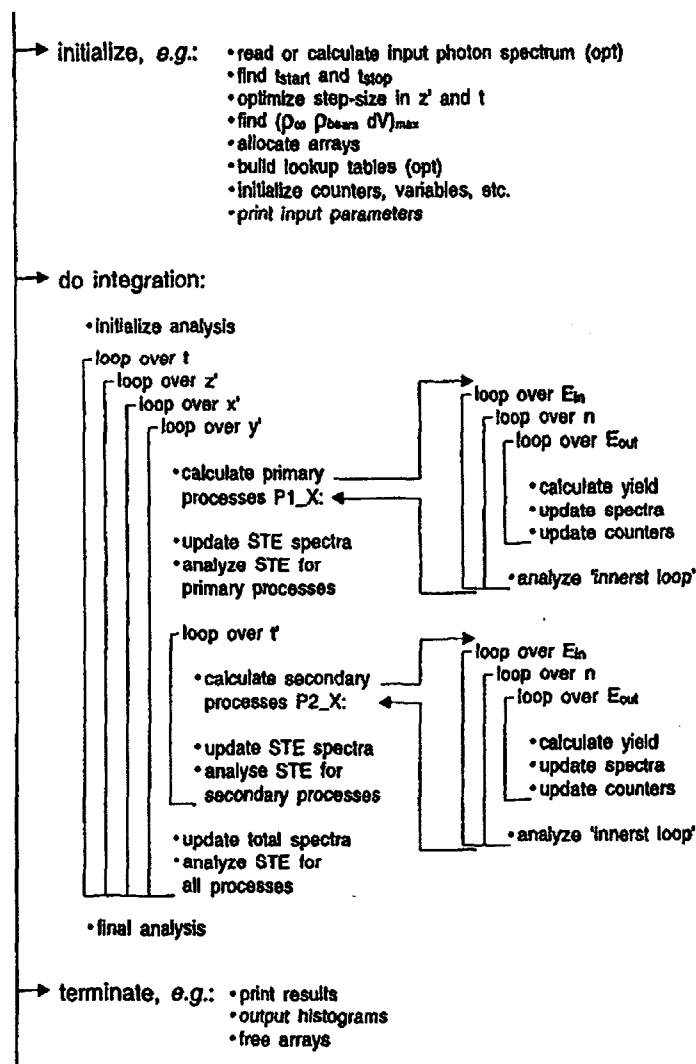 initialize, e.g.: • read or calculate input photon spectrum (opt)
• find tstart and tstop
• optimize step-size in z' and t
• find (ρω ρbeam dV)max
• allocate arrays
• build lookup tables (opt)
• initialize counters, variables, etc.
• print input parameters
do integration:
• initialize analysis
loop over t
loop over z'
loop over x'
loop over y'
• calculate primary
processes P1_X:
• update STE spectra
• analyze STE for
primary processes
loop over Ein
loop over n
loop over Eout
• calculate yield
• update spectra
• update counters
• analyze 'innerst loop'
loop over t'
• calculate secondary
processes P2_X:
• update STE spectra
• analyse STE for
secondary processes
loop over Ein
loop over n
loop over Eout
• calculate yield
• update spectra
• update counters
• analyze 'innerst loop'
• update total spectra
• analyze STE for
all processes
• final analysis
terminate, e.g.: • print results
• output histograms
• free arrays